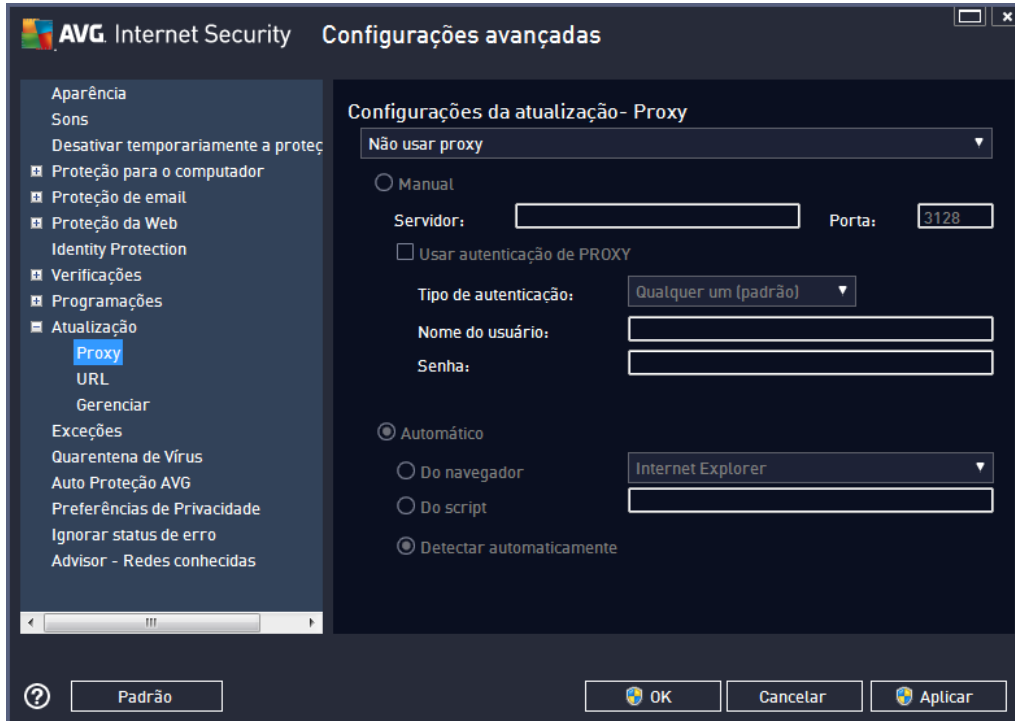 AVG. Internet Security Configurações avançadas
Aparência
Sons
Desativar temporariamente a proteç
Proteção para o computador
Proteção de email
Proteção da Web
Identity Protection
Verificações
Programações
Atualização
Proxy
URL
Gerenciar
Exceções
Quarentena de Vírus
Auto Proteção AVG
Preferências de Privacidade
Ignorar status de erro
Advisor - Redes conhecidas
Configurações da atualização- Proxy
Não usar proxy
Manual
Servidor: Porta: 3128
Usar autenticação de PROXY
Tipo de autenticação: Qualquer um (padrão)
Nome do usuário:
Senha:
Automático
Do navegador Internet Explorer
Do script
Detectar automaticamente
? Padrão OK Cancelar Aplicar